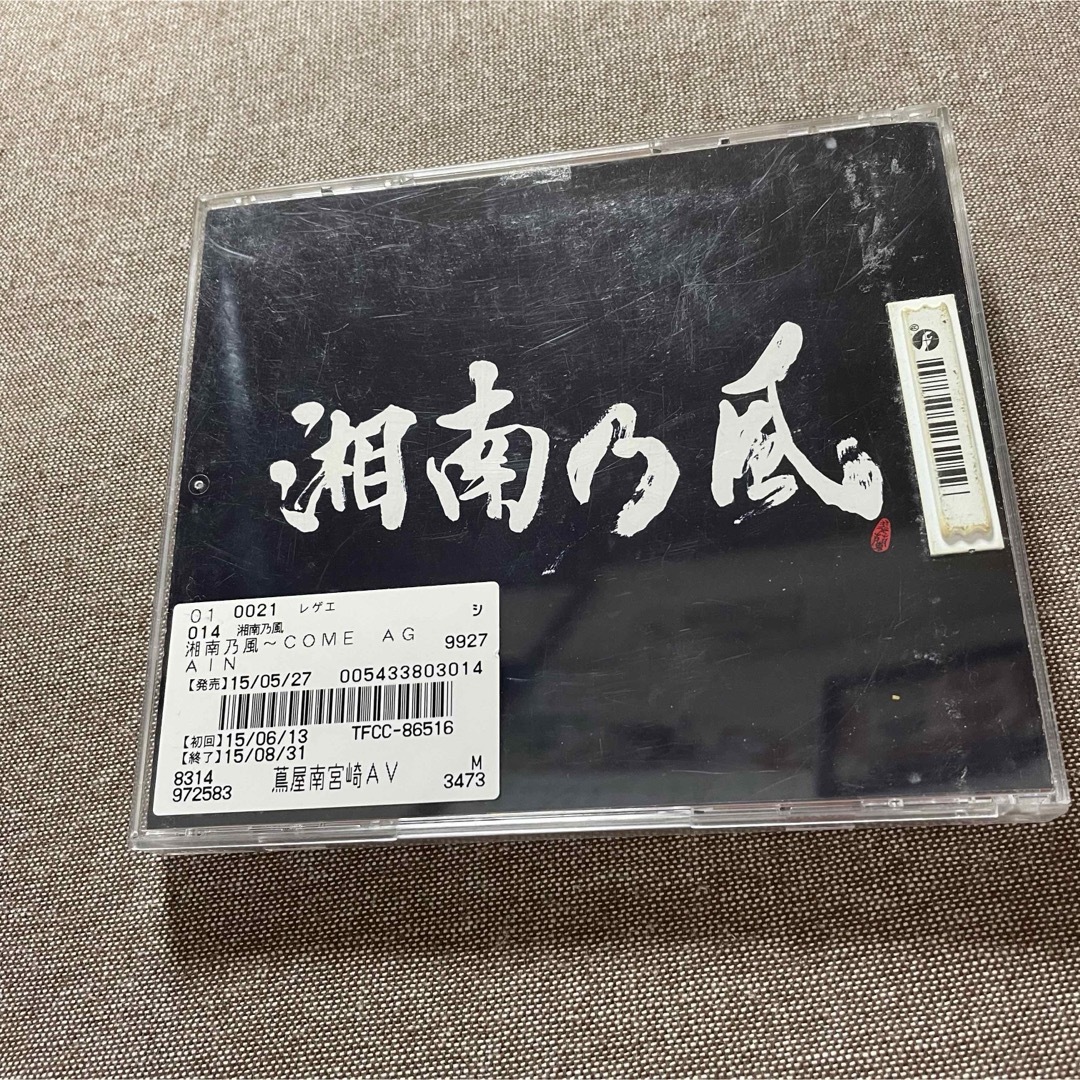 湘南乃風
01 0021 レゲエ シ
014 湘南乃風
湘南乃風~COME AG 9927
AIN
【発売】15/05/27 005433803014
【初回】15/06/13 TFCC-86516
【終了】15/08/31
8314 蔦屋南宮崎AV M
972583 3473